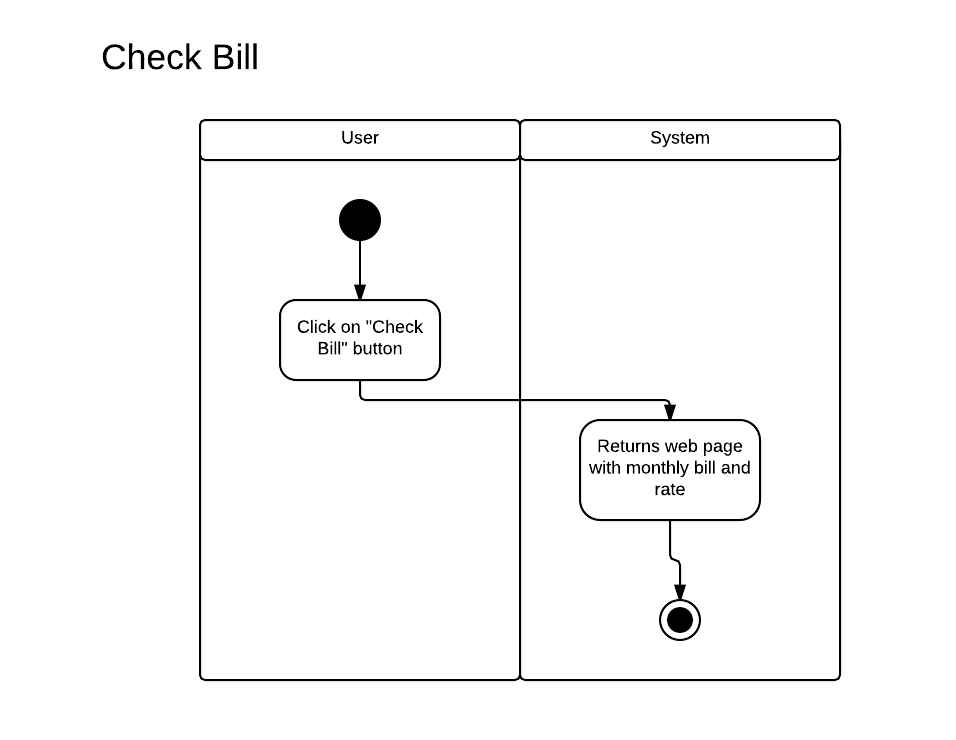 Check Bill
User
System
Click on "Check
Bill" button
Returns web page
with monthly bill and
rate